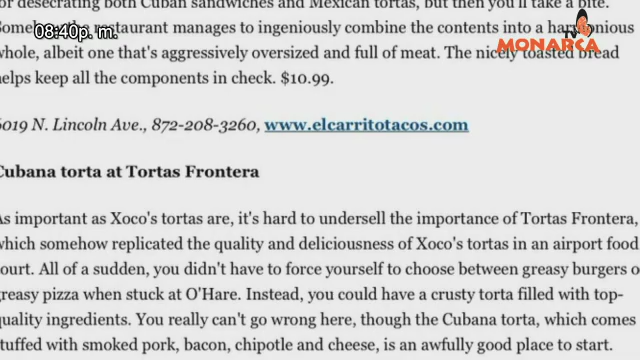 or desecrating both Cuban sandwiches and Mexican tortas, but then you'll take a bite.
08:40p. m.
restaurant manages to ingeniously combine the contents into a harmonious
TV
MONARCA
whole, albeit one that's aggressively oversized and full of meat. The nicely toasted bread
elps keep all the components in check. $10.99.
6019 N. Lincoln Ave., 872-208-3260, www.elcarritotacos.com
Cubana torta at Tortas Frontera
As important as Xoco's tortas are, it's hard to undersell the importance of Tortas Frontera,
which somehow replicated the quality and deliciousness of Xoco's tortas in an airport food
ourt. All of a sudden, you didn't have to force yourself to choose between greasy burgers o
greasy pizza when stuck at O'Hare. Instead, you could have a crusty torta filled with top-
quality ingredients. You really can't go wrong here, though the Cubana torta, which comes
tuffed with smoked pork, bacon, chipotle and cheese, is an awfully good place to start.